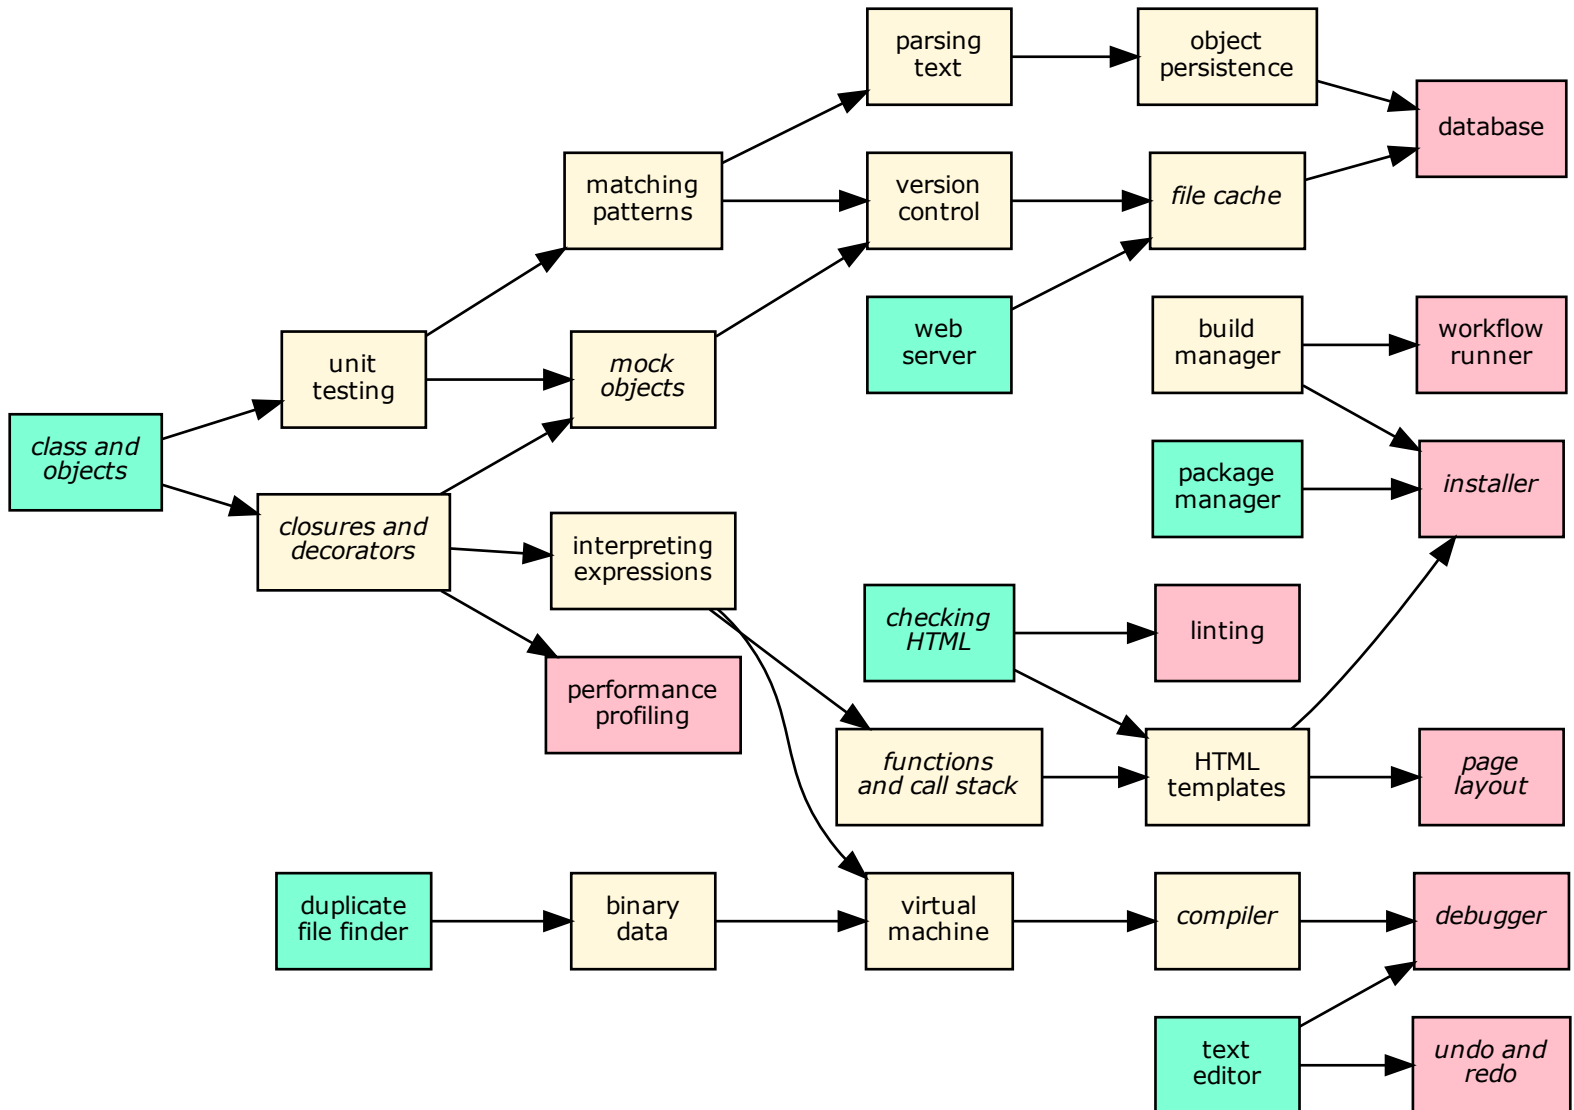 parsing
text
object
persistence
database
matching
patterns
version
control
file cache
unit
testing
mock
objects
web
server
build
manager
workflow
runner
class and
objects
closures and
decorators
interpreting
expressions
package
manager
installer
performance
profiling
checking
HTML
linting
functions
and call stack
HTML
templates
page
layout
duplicate
file finder
binary
data
virtual
machine
compiler
debugger
text
editor
undo and
redo